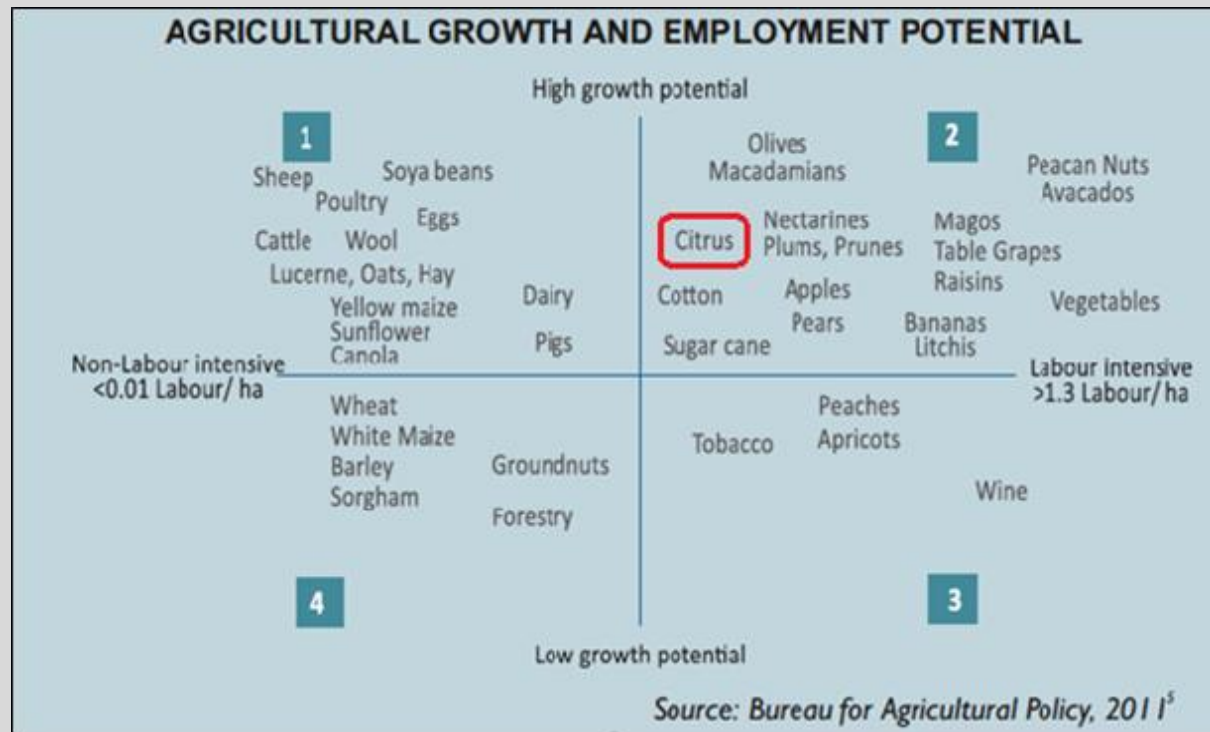 AGRICULTURAL GROWTH AND EMPLOYMENT POTENTIAL
High growth potential
1
Sheep
Soya beans
Poultry
Eggs
Cattle
Wool
Lucerne, Oats, Hay
Yellow maize
Sunflower
Canola
Dairy
Pigs
2
Olives
Macadamians
Peacan Nuts
Avacados
Citrus
Nectarines
Plums, Prunes
Magos
Table Grapes
Raisins
Cotton
Apples
Pears
Vegetables
Sugar cane
Bananas
Litchis
Non-Labour intensive
<0.01 Labour/ ha
Labour Intensive
>1.3 Labour/ ha
Wheat
White Maize
Barley
Sorgham
Groundnuts
Forestry
4
Tobacco
Peaches
Apricots
Wine
3
Low growth potential
Source: Bureau for Agricultural Policy, 2011⁵